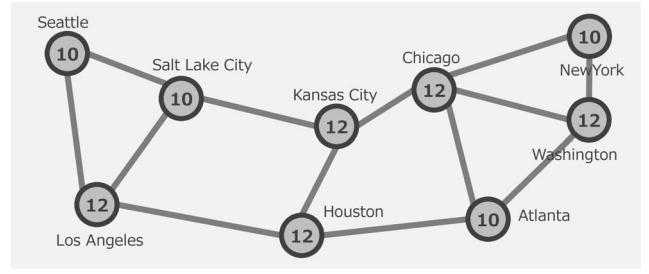 Seattle
10
Salt Lake City
10
Kansas City
12
Chicago
12
10
NewYork
12
Washington
12
Los Angeles
Houston
12
10
Atlanta